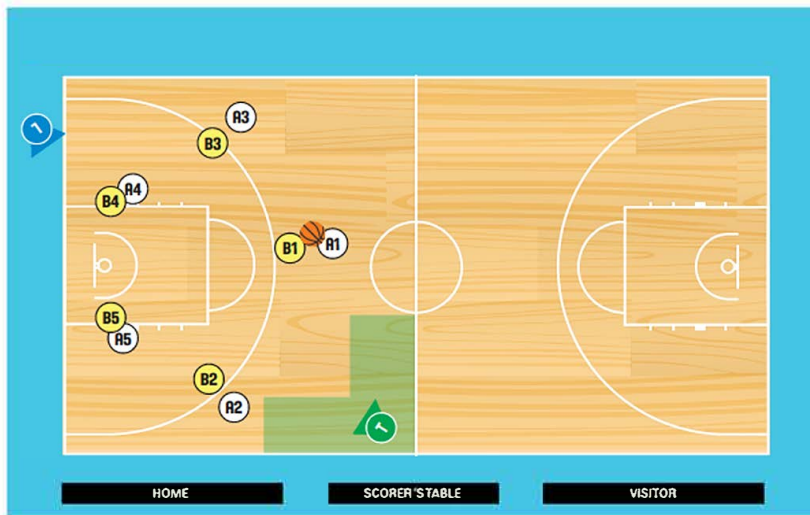 A3
L
B3
A4
B4
B1
A1
B5
A5
B2
A2
T
HOME
SCORER'S TABLE
VISITOR